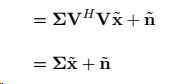 = ΣV^H Vx̃ + ñ
= Σx̃ + ñ